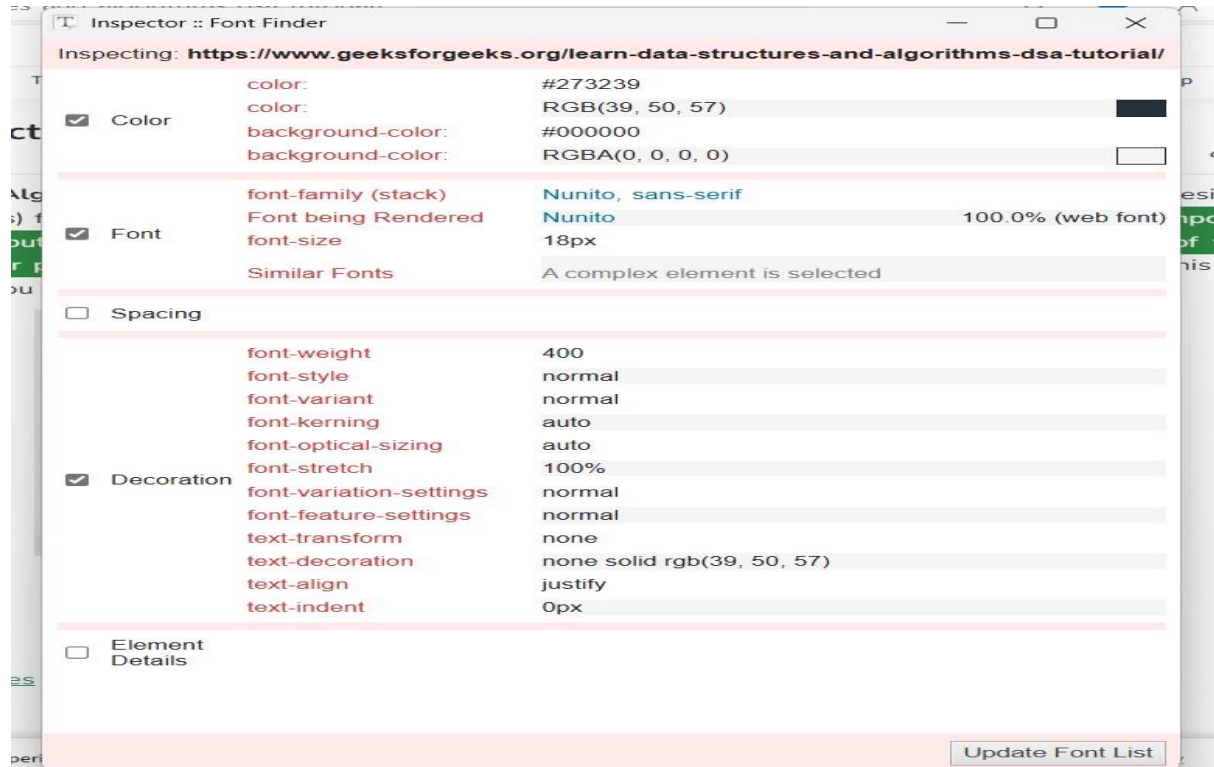 Inspector :: Font Finder
Inspecting: https://www.geeksforgeeks.org/learn-data-structures-and-algorithms-dsa-tutorial/
Color
color: #273239
color: RGB(39, 50, 57)
background-color: #000000
background-color: RGBA(0, 0, 0, 0)
Font
font-family (stack) Nunito, sans-serif
Font being Rendered Nunito 100.0% (web font)
font-size 18px
Similar Fonts A complex element is selected
Spacing
Decoration
font-weight 400
font-style normal
font-variant normal
font-kerning auto
font-optical-sizing auto
font-stretch 100%
font-variation-settings normal
font-feature-settings normal
text-transform none
text-decoration none solid rgb(39, 50, 57)
text-align justify
text-indent 0px
Element
Details
Update Font List